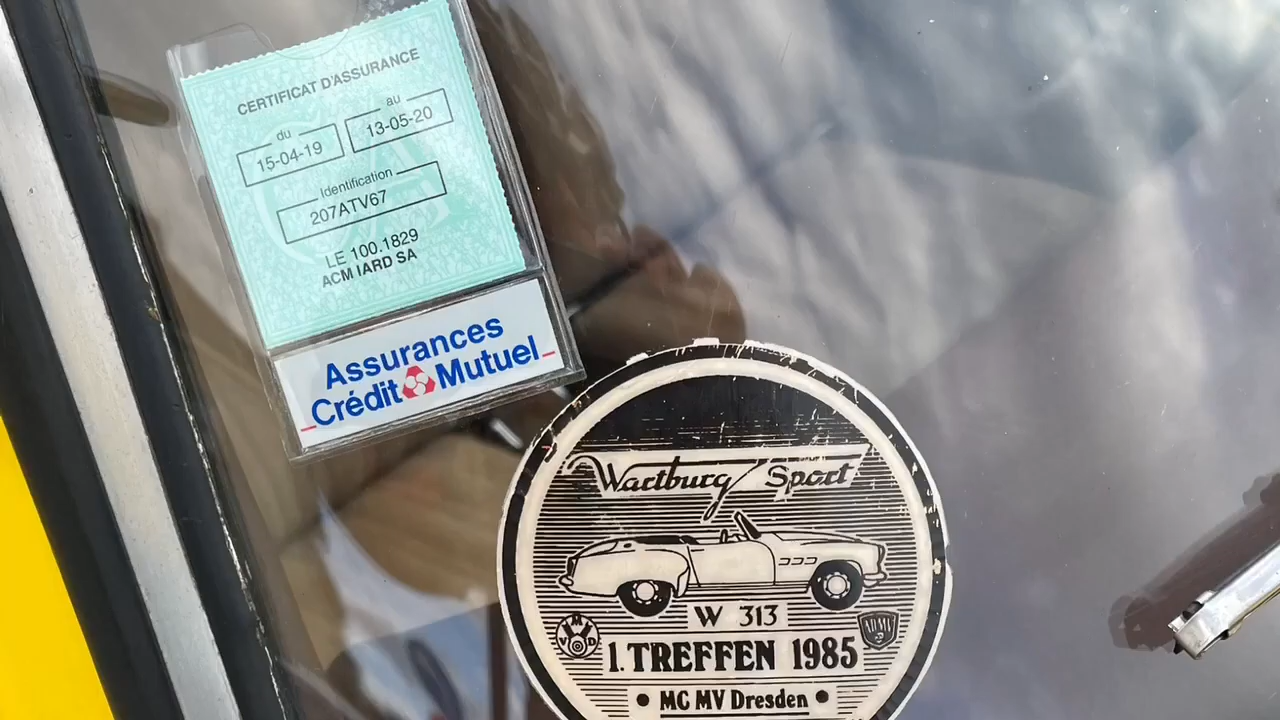 CERTIFICAT D'ASSURANCE
du
au
15-04-19
13-05-20
Identification
207ATV67
LE 100.1829
ACM IARD SA
Assurances
Crédit Mutuel
Wartburg Sport
W 313
M
V D
ADMV
1. TREFFEN 1985
• MC MV Dresden •